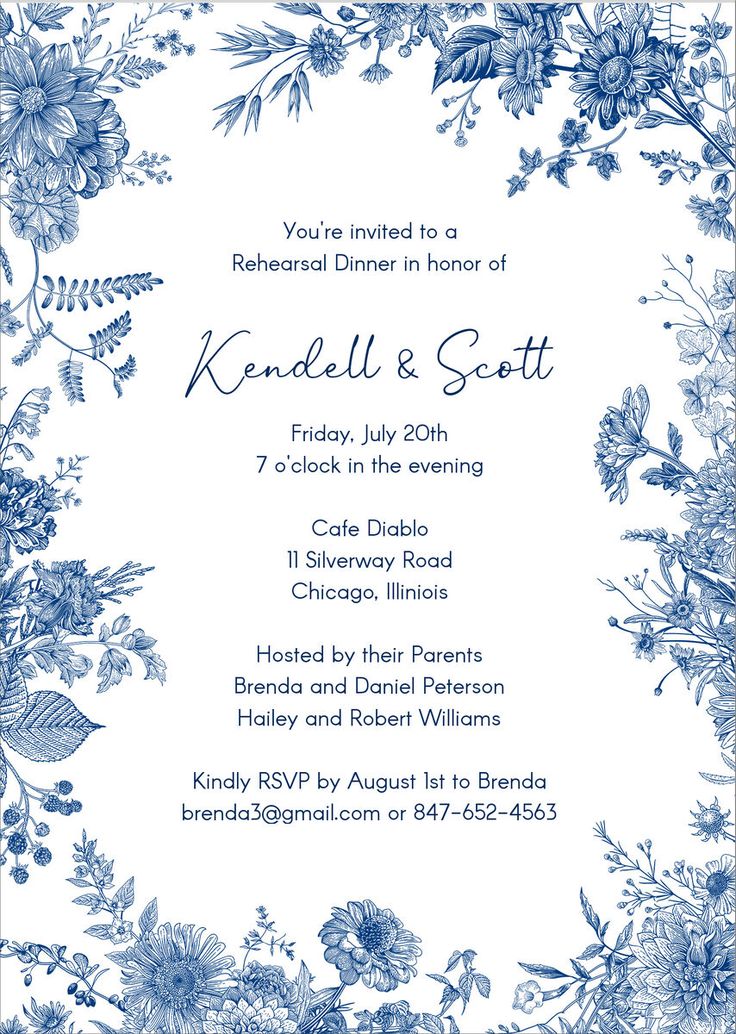 You're invited to a
Rehearsal Dinner in honor of
Kendell & Scott
Friday, July 20th
7 o'clock in the evening
Cafe Diablo
11 Silverway Road
Chicago, Illiniois
Hosted by their Parents
Brenda and Daniel Peterson
Hailey and Robert Williams
Kindly RSVP by August 1st to Brenda
brenda3@gmail.com or 847-652-4563